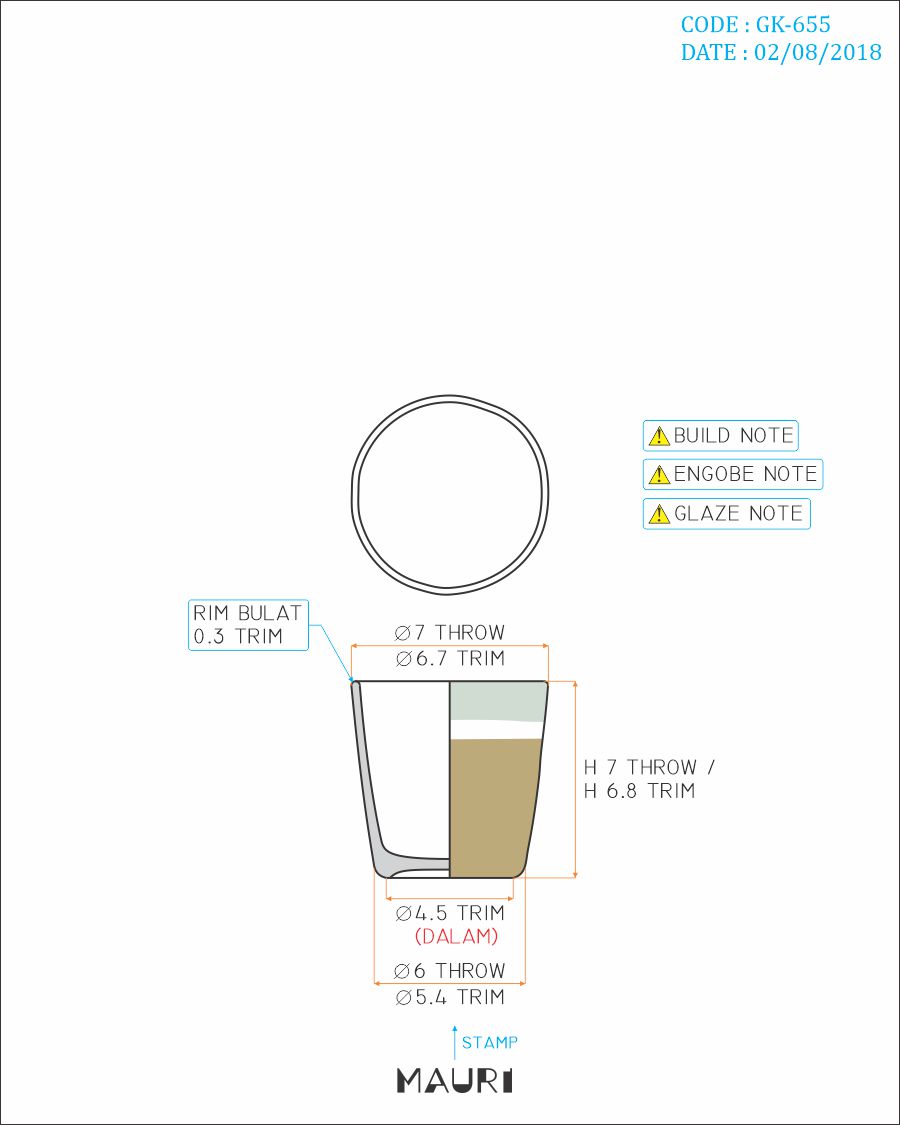 CODE : GK-655
DATE : 02/08/2018
BUILD NOTE
ENGOBE NOTE
GLAZE NOTE
RIM BULAT
0.3 TRIM
⌀7 THROW
⌀6.7 TRIM
H 7 THROW /
H 6.8 TRIM
⌀4.5 TRIM
(DALAM)
⌀6 THROW
⌀5.4 TRIM
STAMP
MAURI